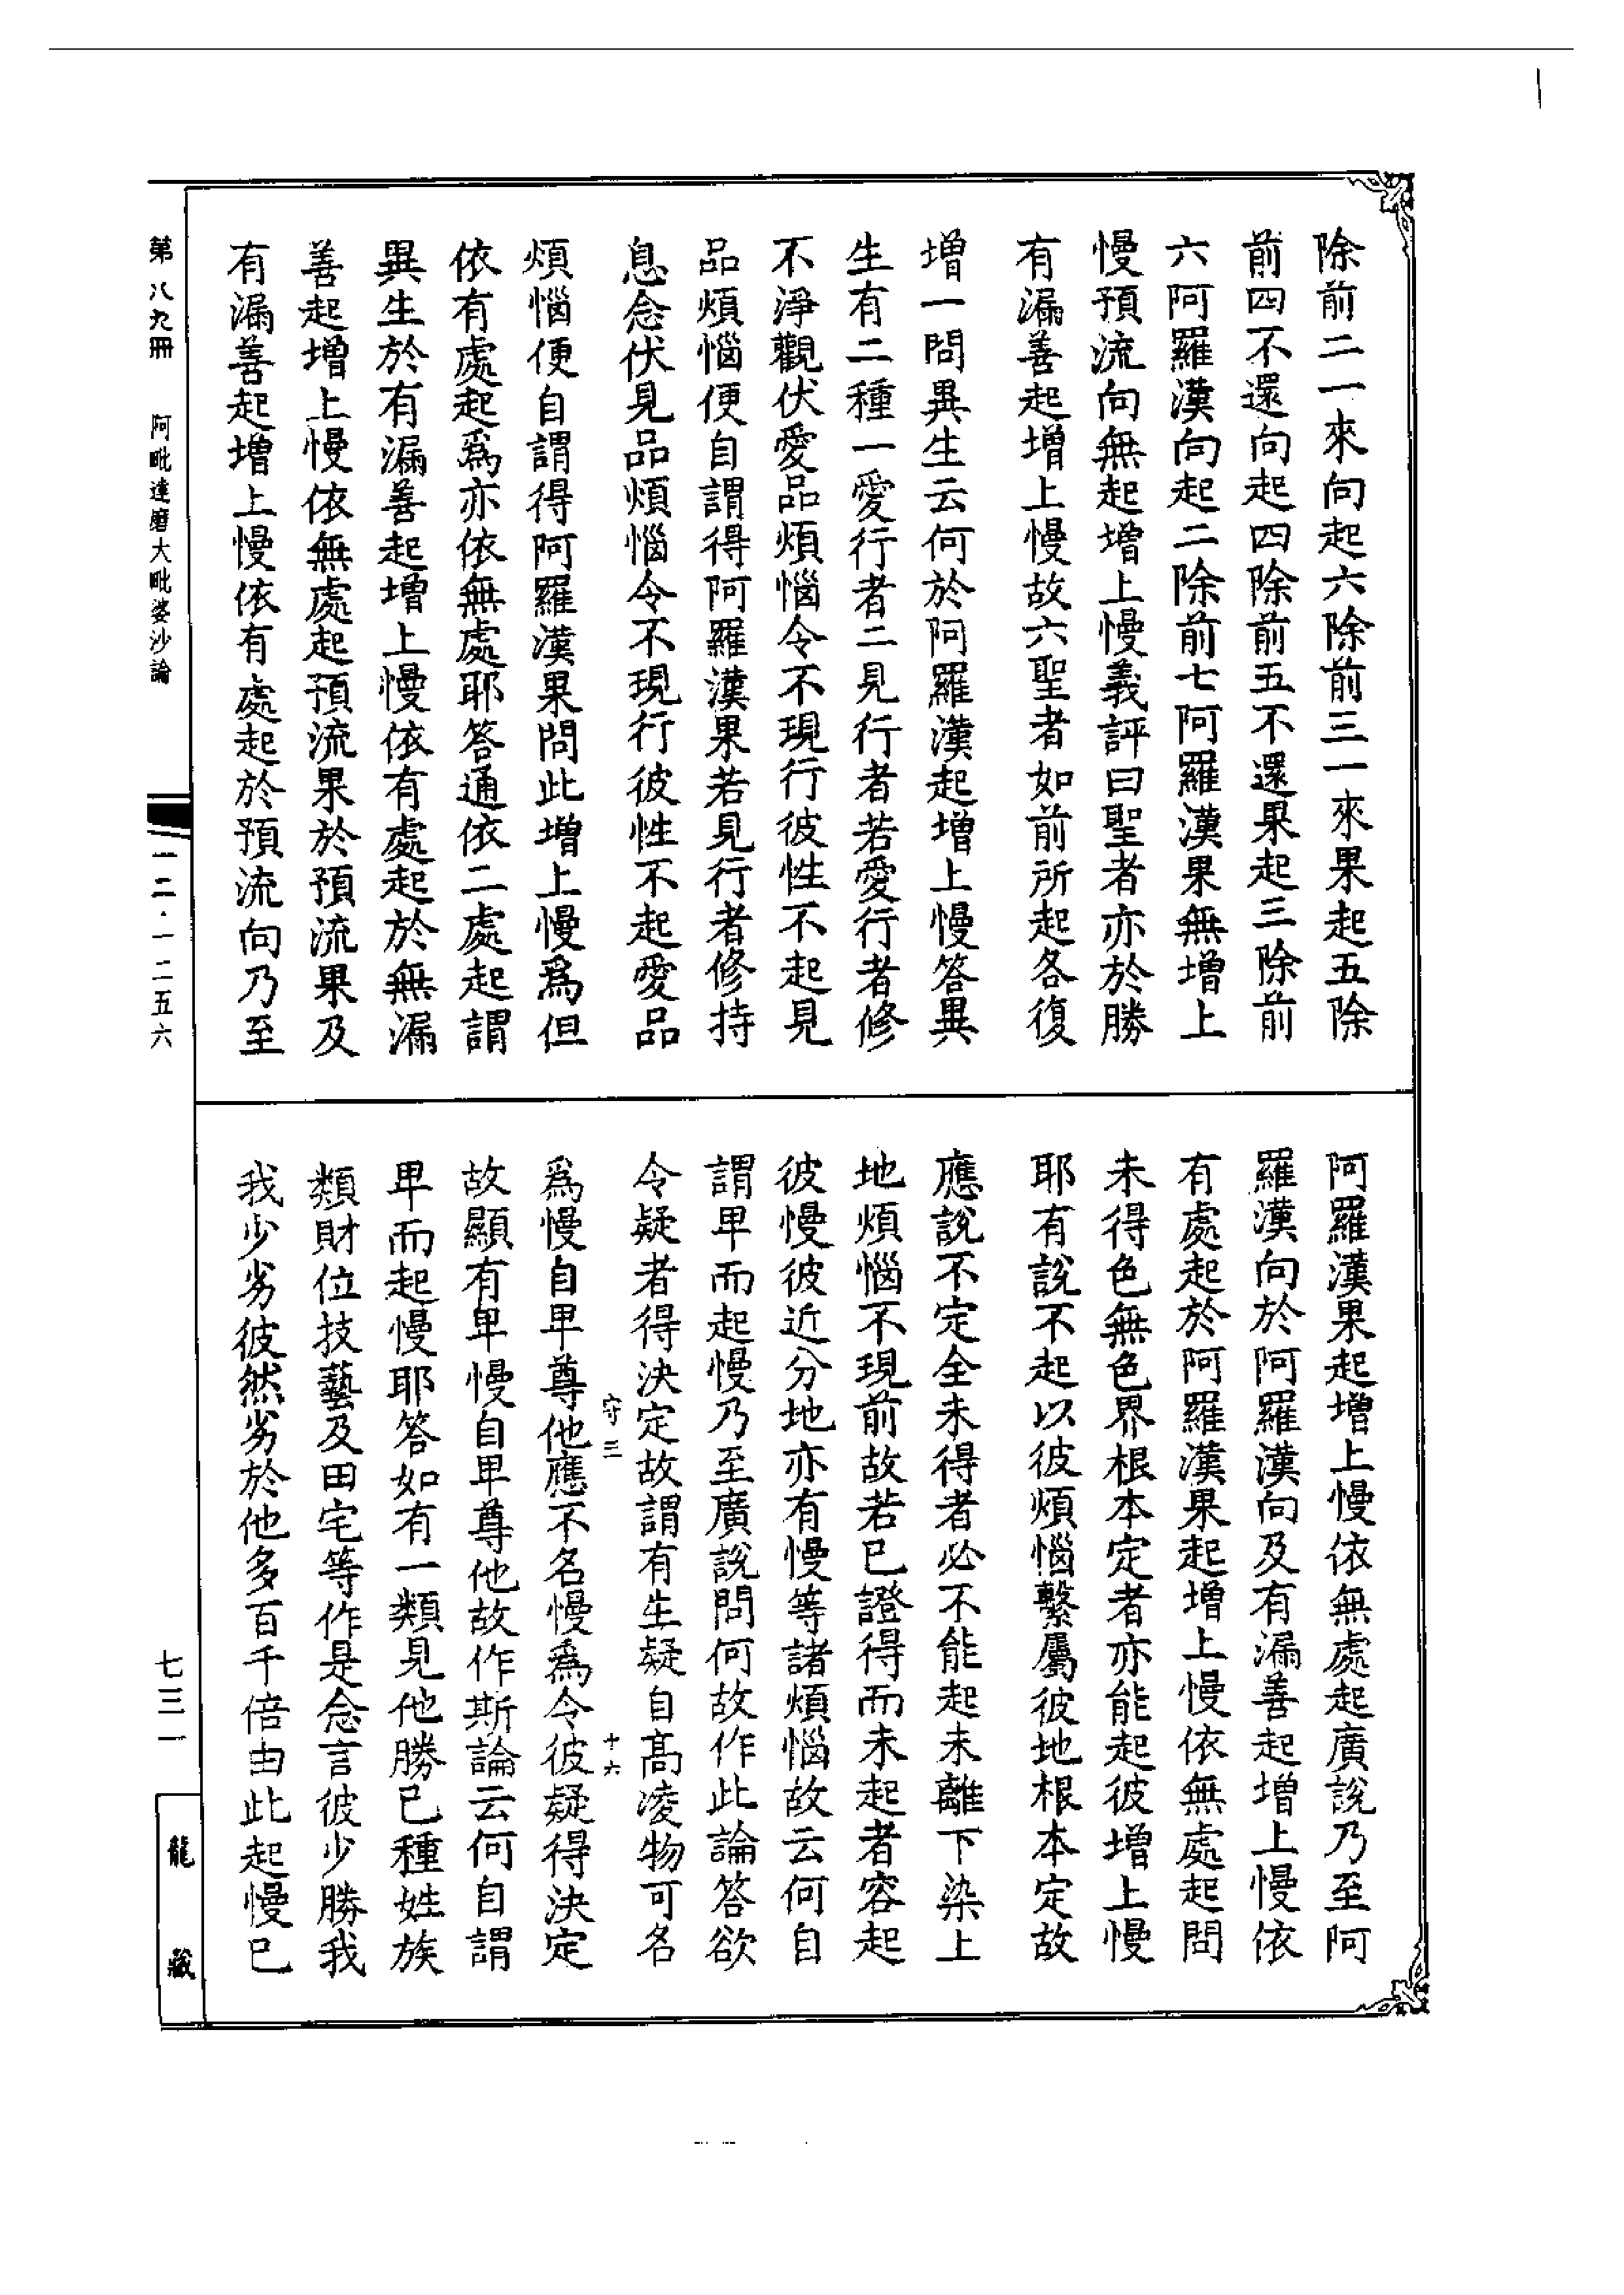 除前二一來向起六除前三一來果起五除
前四不還向起四除前五不還果起三除前
六阿羅漢向起二除前七阿羅漢果無增上
慢預流向無起增上慢義評曰聖者亦於勝
有漏善起增上慢故六聖者如前所起各復
增一問異生云何於阿羅漢起增上慢答異
生有二種一愛行者二見行者若愛行者修
不淨觀伏愛品煩惱令不現行彼性不起見
品煩惱便自謂得阿羅漢果若見行者修持
息念伏見品煩惱令不現行彼性不起愛品
煩惱便自謂得阿羅漢果問此增上慢為但
依有處起為亦依無處耶答通依二處起謂
異生於有漏善起增上慢依有處起於無漏
善起增上慢依無處起預流果於預流果及
有漏善起增上慢依有處起於預流向乃至
阿羅漢果起增上慢依無處起廣說乃至阿
羅漢向於阿羅漢向及有漏善起增上慢依
有處起於阿羅漢果起增上慢依無處起問
未得色無色界根本定者亦能起彼增上慢
耶有說不起以彼煩惱繫屬彼地根本定故
應說不定全未得者必不能起未離下染上
地煩惱不現前故若已證得而未起者容起
彼慢彼近分地亦有慢等諸煩惱故云何自
謂卑而起慢乃至廣說問何故作此論答欲
令疑者得決定故謂有生疑自高凌物可名
守三 十六
為慢自卑尊他應不名慢為令彼疑得決定
故顯有卑慢自卑尊他故作斯論云何自謂
卑而起慢耶答如有一類見他勝已種姓族
類財位技藝及田宅等作是念言彼少勝我
我少劣彼然劣於他多百千倍由此起慢已
第八九冊 阿毗達磨大毗婆沙論
一二·一二五六
七三一
龍藏